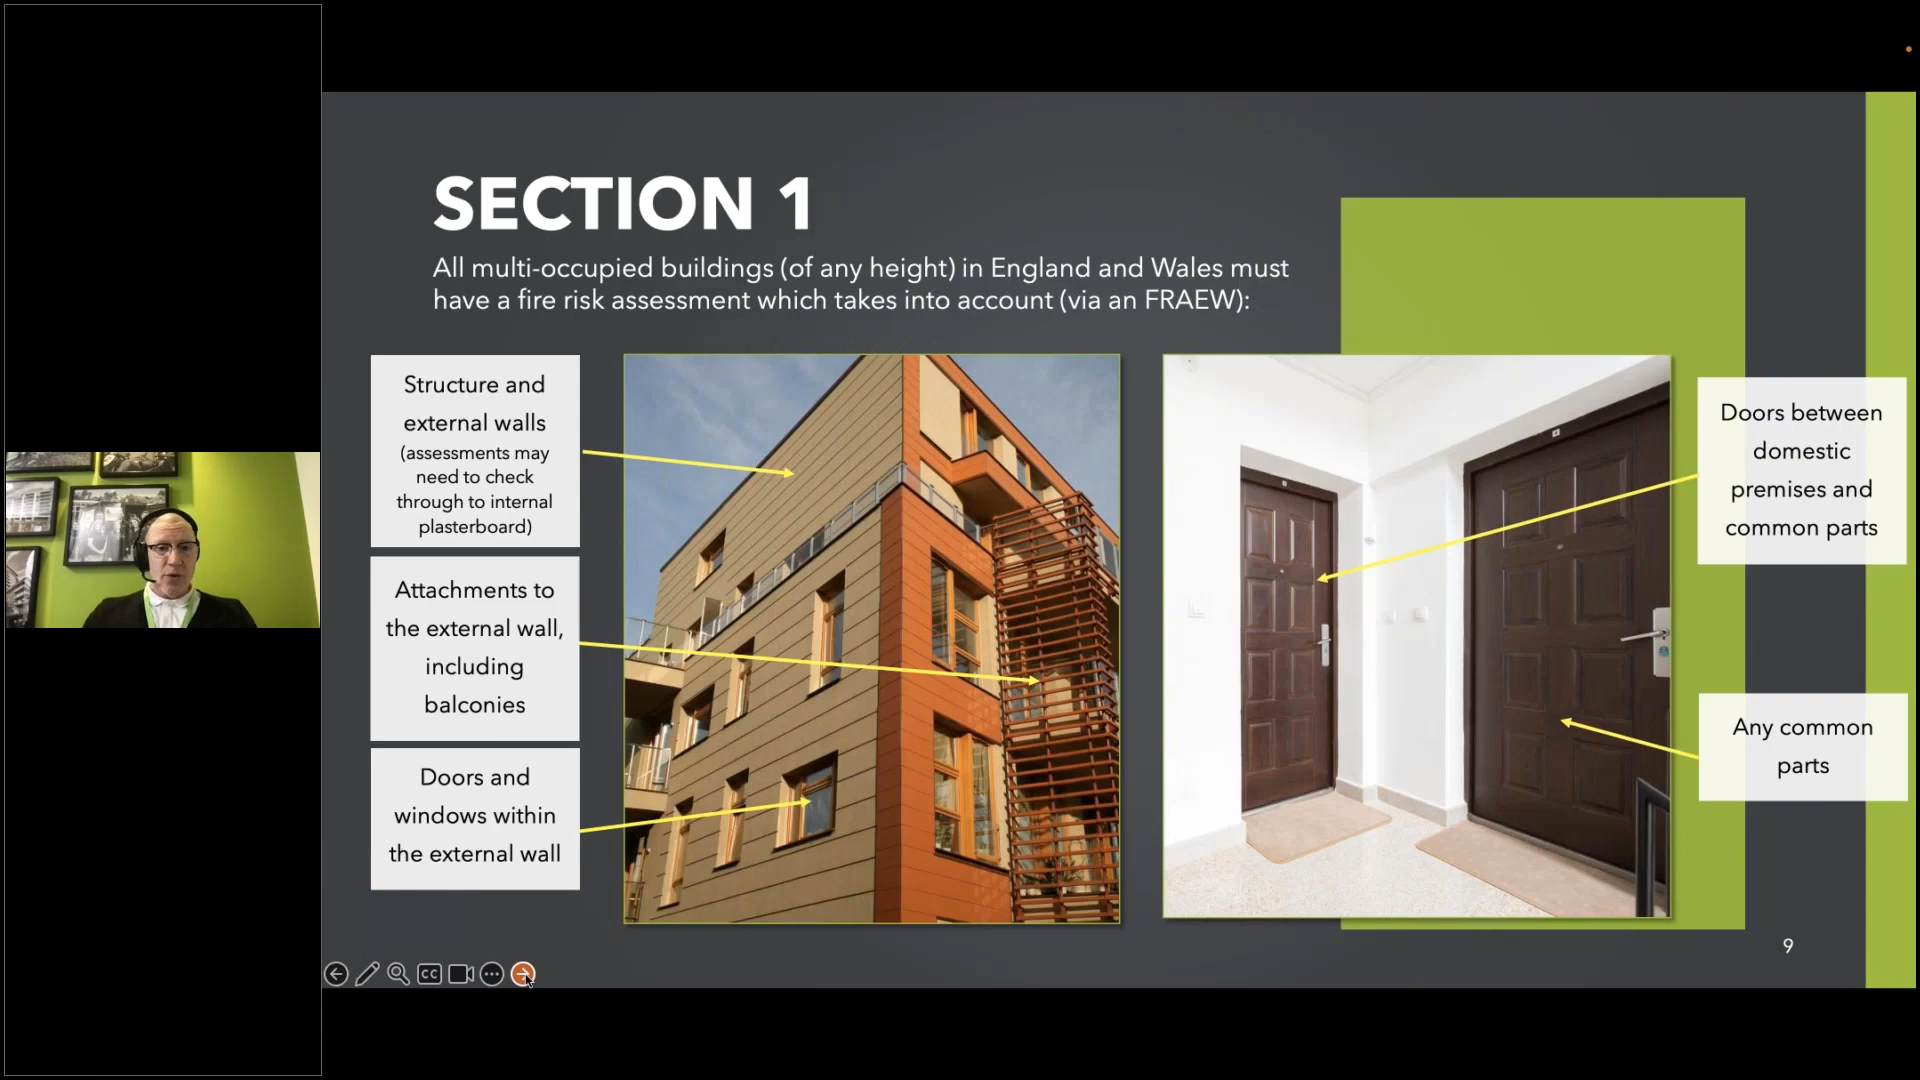 SECTION 1
All multi-occupied buildings (of any height) in England and Wales must
have a fire risk assessment which takes into account (via an FRAEW):
Structure and
external walls
(assessments may
need to check
through to internal
plasterboard)
Attachments to
the external wall,
including
balconies
Doors and
windows within
the external wall
Doors between
domestic
premises and
common parts
Any common
parts
9
CC